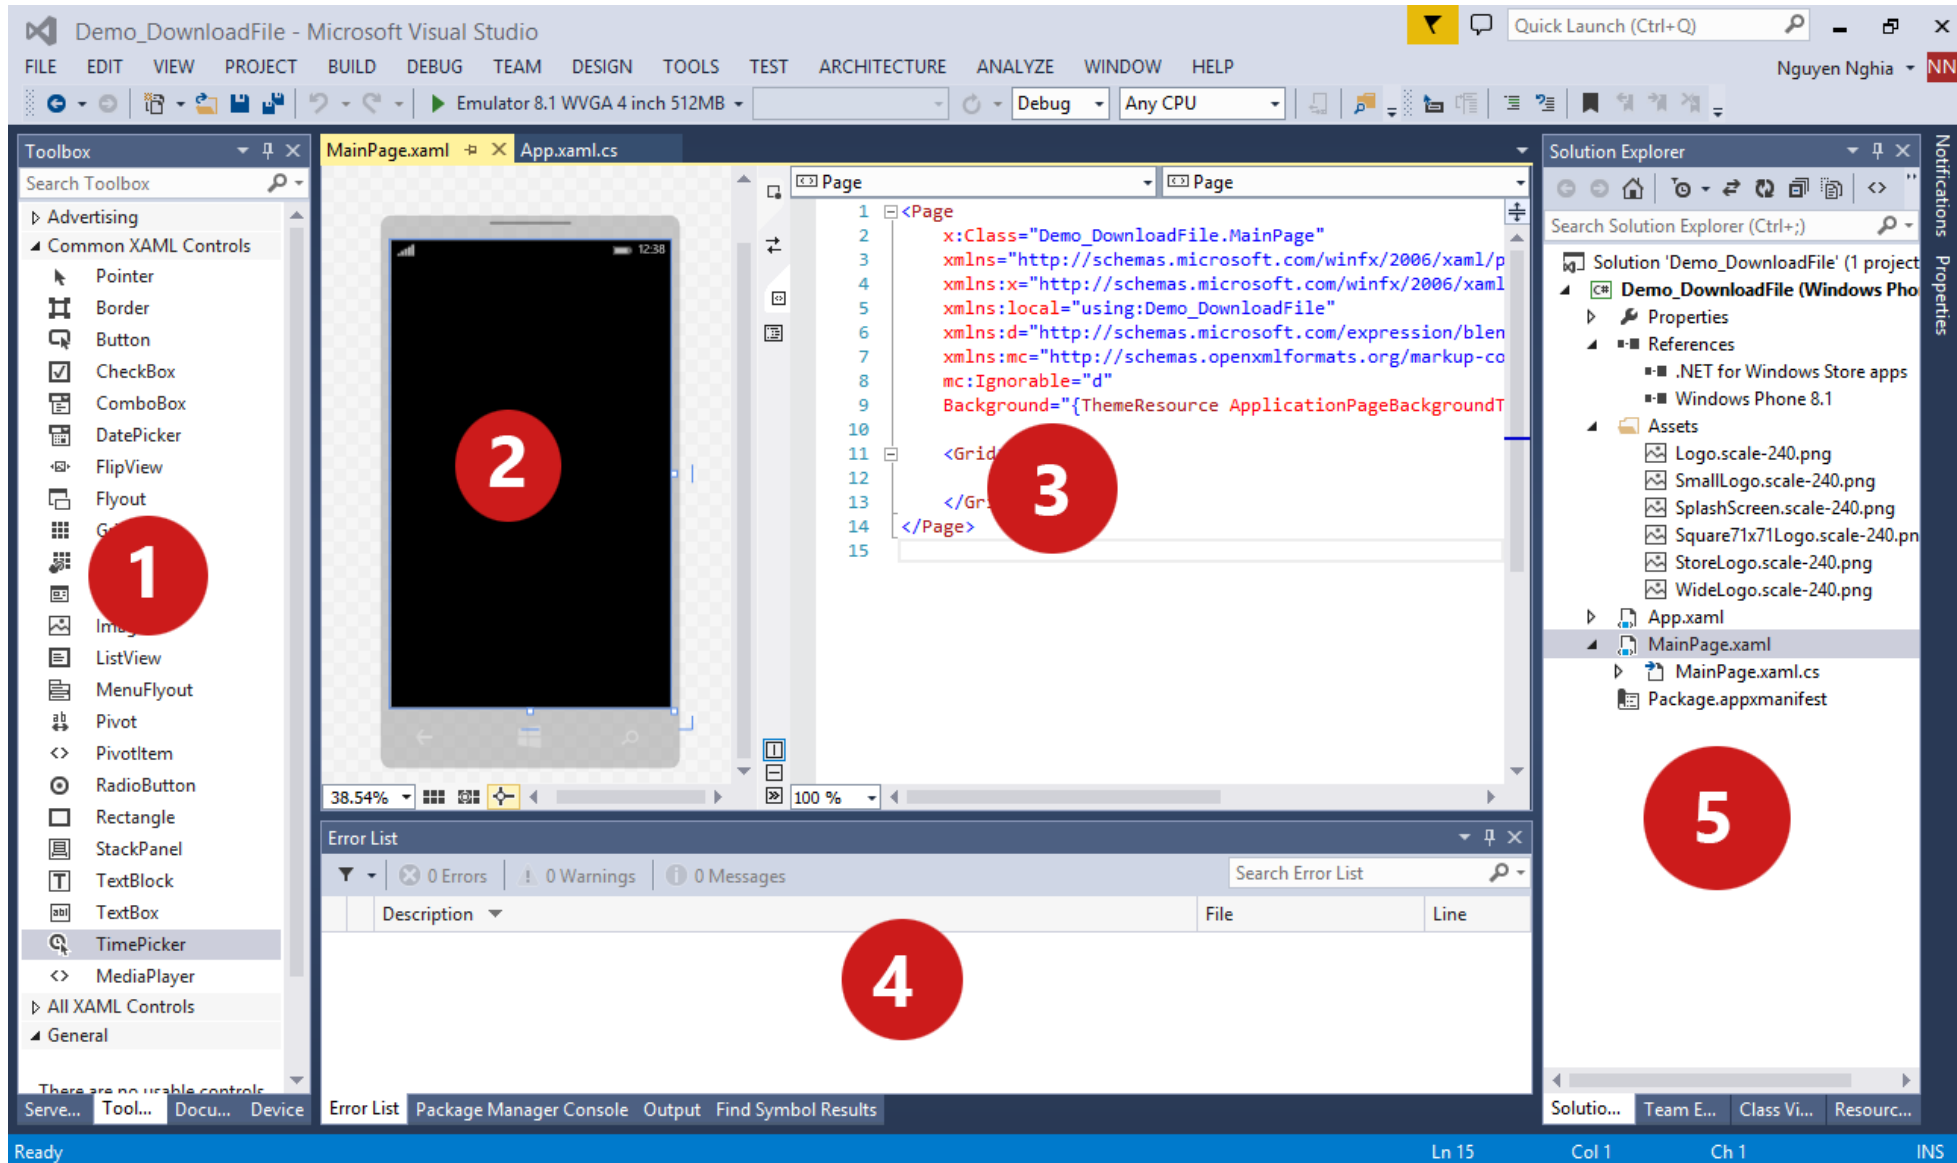 Demo_DownloadFile - Microsoft Visual Studio
Quick Launch (Ctrl+Q)
FILE EDIT VIEW PROJECT BUILD DEBUG TEAM DESIGN TOOLS TEST ARCHITECTURE ANALYZE WINDOW HELP
Nguyen Nghia NN
Emulator 8.1 WVGA 4 inch 512MB Debug Any CPU
Toolbox
Search Toolbox
Advertising
Common XAML Controls
Pointer
Border
Button
CheckBox
ComboBox
DatePicker
FlipView
Flyout
1
ListView
MenuFlyout
Pivot
PivotItem
RadioButton
Rectangle
StackPanel
TextBlock
TextBox
TimePicker
MediaPlayer
All XAML Controls
General
There are no usable controls
Serve... Tool... Docu... Device
MainPage.xaml App.xaml.cs
12:38
2
38.54%
Page Page
1 <Page
2 x:Class="Demo_DownloadFile.MainPage"
3 xmlns="http://schemas.microsoft.com/winfx/2006/xaml/p
4 xmlns:x="http://schemas.microsoft.com/winfx/2006/xaml
5 xmlns:local="using:Demo_DownloadFile"
6 xmlns:d="http://schemas.microsoft.com/expression/blen
7 xmlns:mc="http://schemas.openxmlformats.org/markup-co
8 mc:Ignorable="d"
9 Background="{ThemeResource ApplicationPageBackgroundT
10
11 <Grid
12
13 </Gr
14 </Page>
15
3
100 %
Error List
0 Errors 0 Warnings 0 Messages
Search Error List
Description File Line
4
Error List Package Manager Console Output Find Symbol Results
Solution Explorer
Search Solution Explorer (Ctrl+;)
Solution 'Demo_DownloadFile' (1 project
Demo_DownloadFile (Windows Pho
Properties
References
.NET for Windows Store apps
Windows Phone 8.1
Assets
Logo.scale-240.png
SmallLogo.scale-240.png
SplashScreen.scale-240.png
Square71x71Logo.scale-240.pn
StoreLogo.scale-240.png
WideLogo.scale-240.png
App.xaml
MainPage.xaml
MainPage.xaml.cs
Package.appxmanifest
5
Solutio... Team E... Class Vi... Resourc...
Notifications
Properties
Ready
Ln 15 Col 1 Ch 1 INS